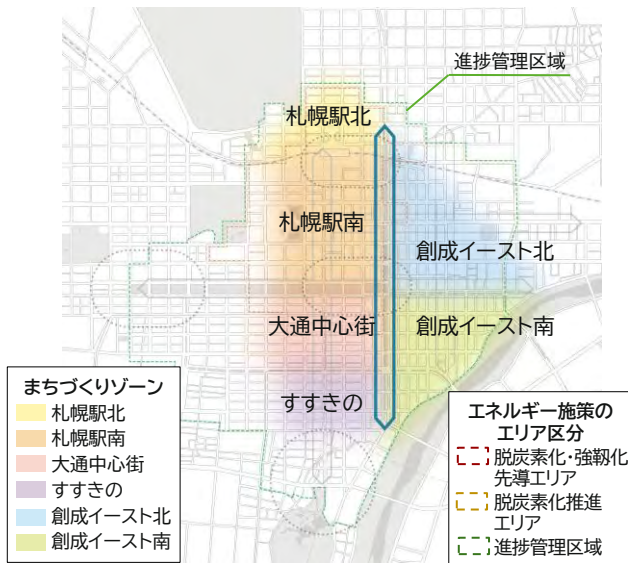 進捗管理区域
札幌駅北
札幌駅南
創成イースト北
大通中心街
創成イースト南
すすきの
まちづくりゾーン
札幌駅北
札幌駅南
大通中心街
すすきの
創成イースト北
創成イースト南
エネルギー施策の
エリア区分
脱炭素化・強靱化
先導エリア
脱炭素化推進
エリア
進捗管理区域